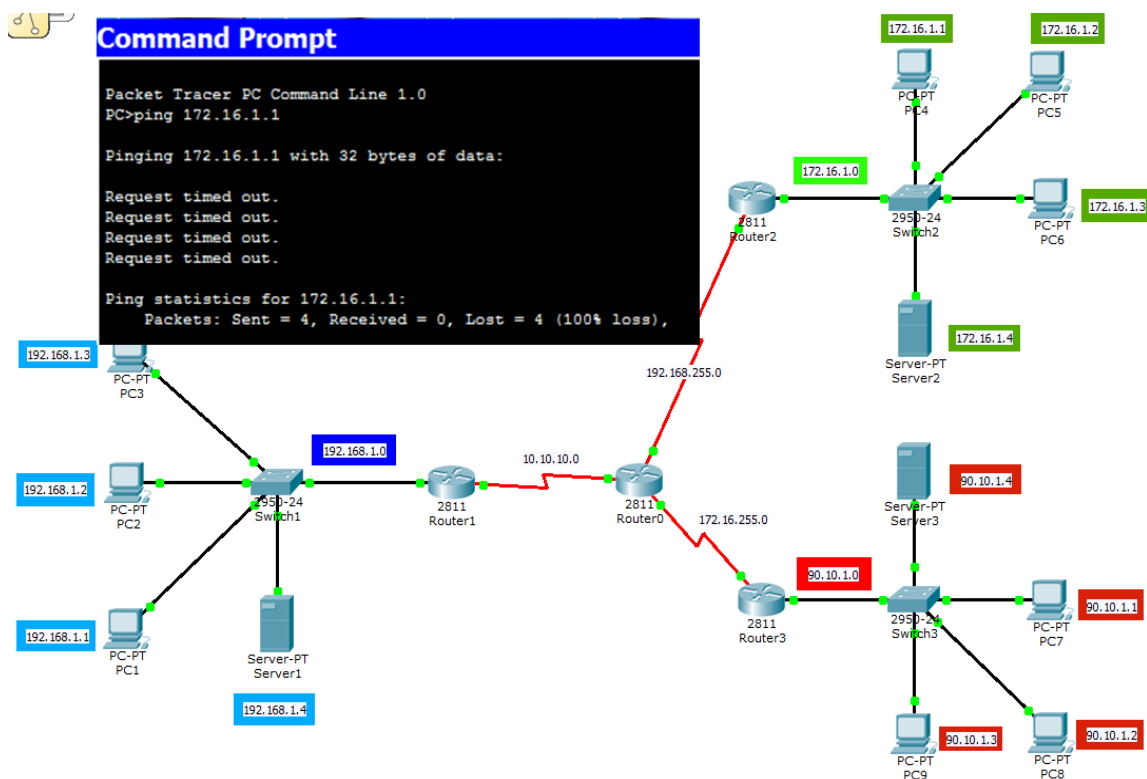 Command Prompt
Packet Tracer PC Command Line 1.0
PC>ping 172.16.1.1
Pinging 172.16.1.1 with 32 bytes of data:
Request timed out.
Request timed out.
Request timed out.
Request timed out.
Ping statistics for 172.16.1.1:
Packets: Sent = 4, Received = 0, Lost = 4 (100% loss),
172.16.1.1
PC-PT
PC4
172.16.1.2
PC-PT
PC5
172.16.1.0
2811
Router2
2950-24
Switch2
PC-PT
PC6
172.16.1.3
Server-PT
Server2
172.16.1.4
192.168.255.0
192.168.1.3
PC-PT
PC3
192.168.1.0
192.168.1.2
PC-PT
PC2
2950-24
Switch1
2811
Router1
10.10.10.0
2811
Router0
172.16.255.0
192.168.1.1
PC-PT
PC1
Server-PT
Server1
192.168.1.4
Server-PT
Server3
90.10.1.4
90.10.1.0
2811
Router3
2950-24
Switch3
PC-PT
PC7
90.10.1.1
PC-PT
PC9
90.10.1.3
PC-PT
PC8
90.10.1.2